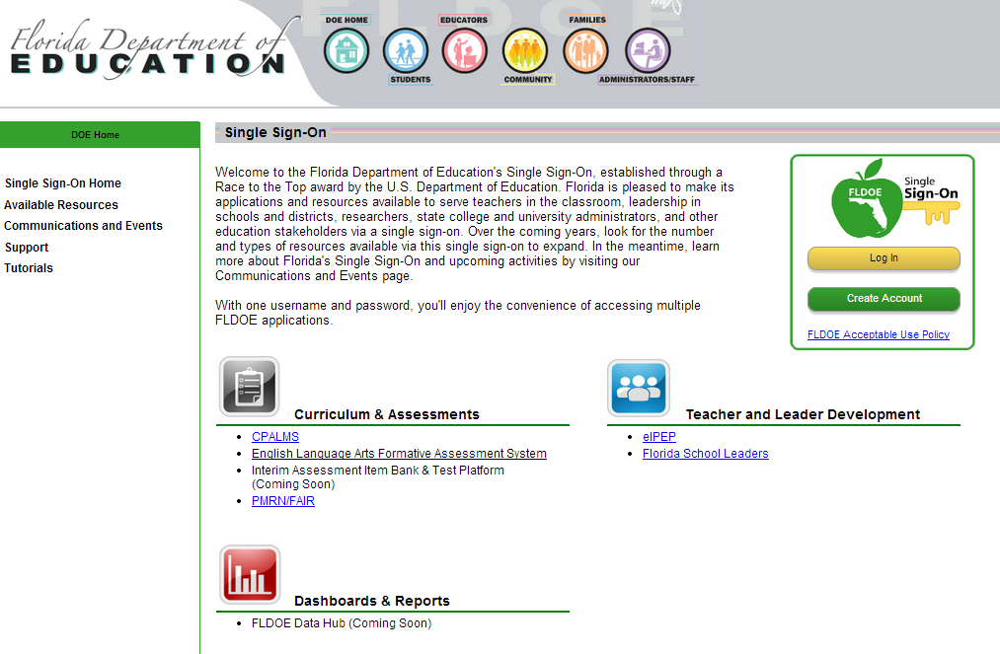 Florida Department of
EDUCATION
DOE HOME
EDUCATORS
FAMILIES
STUDENTS
COMMUNITY
ADMINISTRATORS/STAFF
DOE Home
Single Sign-On Home
Available Resources
Communications and Events
Support
Tutorials
Single Sign-On
Welcome to the Florida Department of Education's Single Sign-On, established through a
Race to the Top award by the U.S. Department of Education. Florida is pleased to make its
applications and resources available to serve teachers in the classroom, leadership in
schools and districts, researchers, state college and university administrators, and other
education stakeholders via a single sign-on. Over the coming years, look for the number
and types of resources available via this single sign-on to expand. In the meantime, learn
more about Florida's Single Sign-On and upcoming activities by visiting our
Communications and Events page.
With one username and password, you'll enjoy the convenience of accessing multiple
FLDOE applications.
FLDOE
Single
Sign-On
Log In
Create Account
FLDOE Acceptable Use Policy
Curriculum & Assessments
• CPALMS
• English Language Arts Formative Assessment System
• Interim Assessment Item Bank & Test Platform
(Coming Soon)
• PMRN/FAIR
Teacher and Leader Development
• eIPEP
• Florida School Leaders
Dashboards & Reports
• FLDOE Data Hub (Coming Soon)